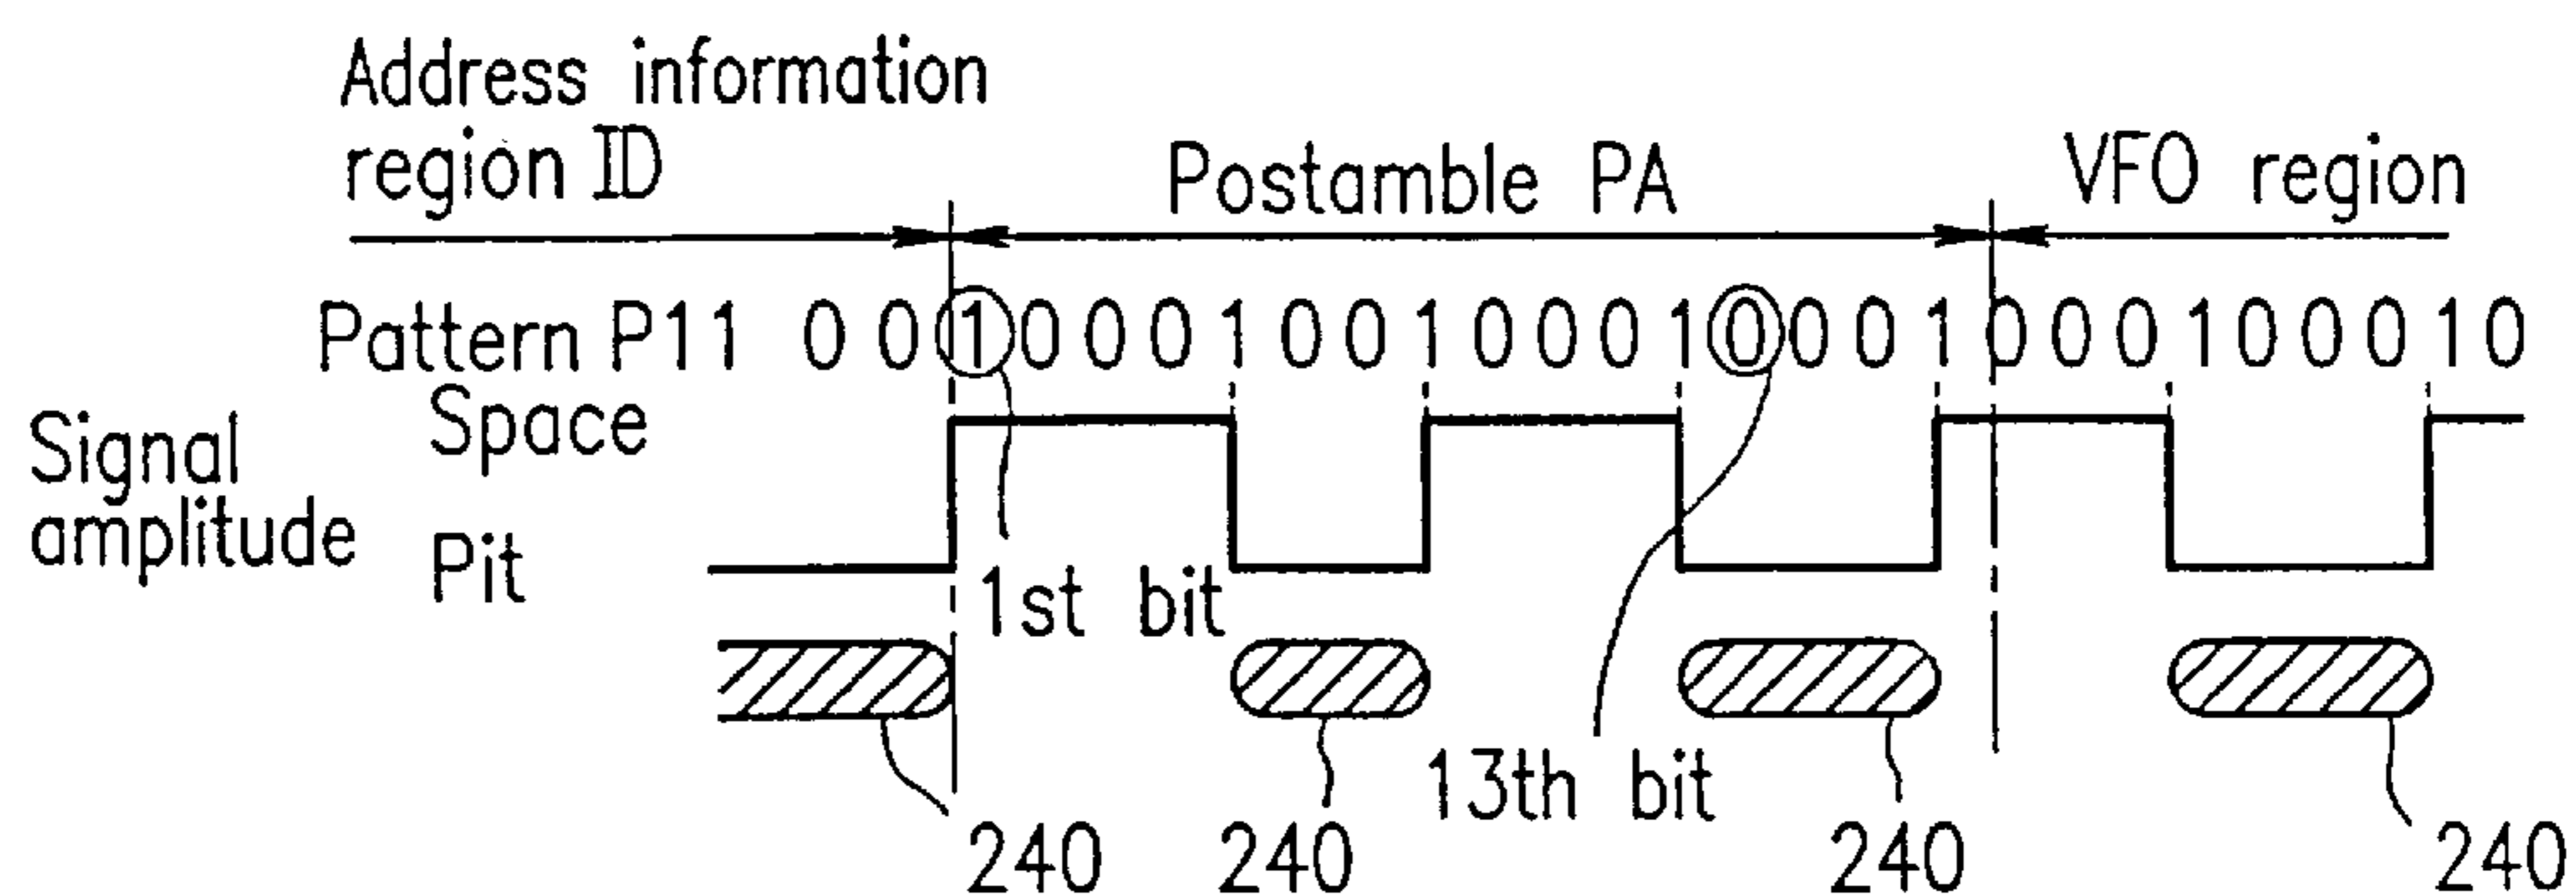 Address information
region ID
Postamble PA
VFO region
Pattern P11 0 0 1 0 0 0 1 0 0 1 0 0 0 1 0 0 0 1 0 0 0 1 0 0 0 1 0
Signal
amplitude
Space
Pit
1st bit
13th bit
240
240
240
240